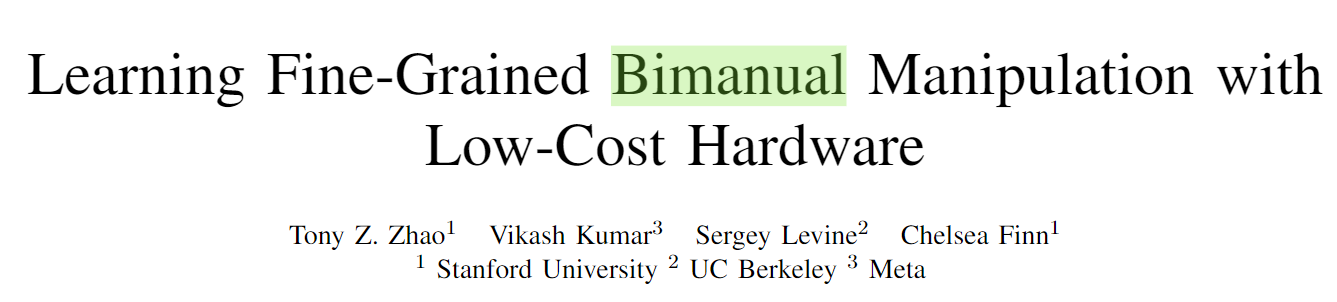 Learning Fine-Grained Bimanual Manipulation with
Low-Cost Hardware
Tony Z. Zhao¹ Vikash Kumar³ Sergey Levine² Chelsea Finn¹
¹ Stanford University ² UC Berkeley ³ Meta